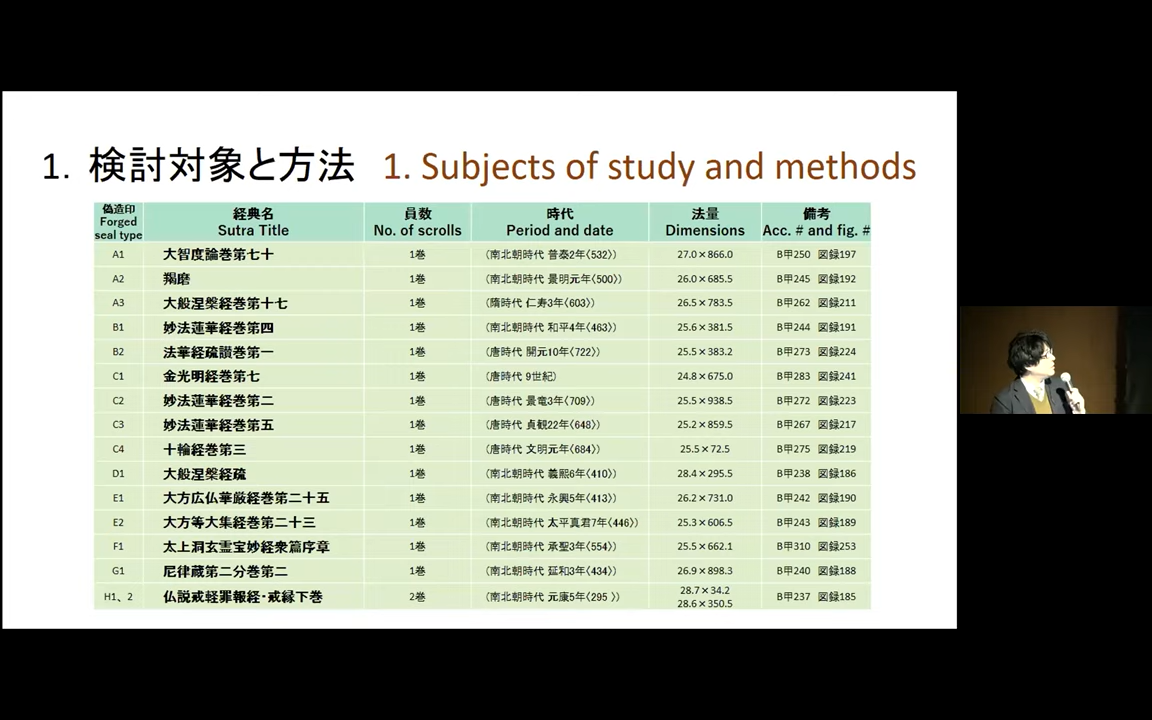 1. 検討対象と方法 1. Subjects of study and methods
偽造印 経典名 員数 時代 法量 備考
Forged seal type Sutra Title No. of scrolls Period and date Dimensions Acc. # and fig. #
A1 大智度論巻第七十 1巻 (南北朝時代 普泰2年〈532〉) 27.0×866.0 B甲250 図録197
A2 羯磨 1巻 (南北朝時代 景明元年〈500〉) 26.0×685.5 B甲245 図録192
A3 大般涅槃経巻第十七 1巻 (隋時代 仁寿3年〈603〉) 26.5×783.5 B甲262 図録211
B1 妙法蓮華経巻第四 1巻 (南北朝時代 和平4年〈463〉) 25.6×381.5 B甲244 図録191
B2 法華経疏讃巻第一 1巻 (唐時代 開元10年〈722〉) 25.5×383.2 B甲273 図録224
C1 金光明経巻第七 1巻 (唐時代 9世紀) 24.8×675.0 B甲283 図録241
C2 妙法蓮華経巻第二 1巻 (唐時代 景竜3年〈709〉) 25.5×938.5 B甲272 図録223
C3 妙法蓮華経巻第五 1巻 (唐時代 貞観22年〈648〉) 25.2×859.5 B甲267 図録217
C4 十輪経巻第三 1巻 (唐時代 文明元年〈684〉) 25.5×72.5 B甲275 図録219
D1 大般涅槃経疏 1巻 (南北朝時代 義熙6年〈410〉) 28.4×295.5 B甲238 図録186
E1 大方広仏華厳経巻第二十五 1巻 (南北朝時代 永興5年〈413〉) 26.2×731.0 B甲242 図録190
E2 大方等大集経巻第二十三 1巻 (南北朝時代 太平真君7年〈446〉) 25.3×606.5 B甲243 図録189
F1 太上洞玄霊宝妙経衆篇序章 1巻 (南北朝時代 承聖3年〈554〉) 25.5×662.1 B甲310 図録253
G1 尼律蔵第二分巻第二 1巻 (南北朝時代 延和3年〈434〉) 26.9×898.3 B甲240 図録188
H1、2 仏説戒軽罪報経・戒縁下巻 2巻 (南北朝時代 元康5年〈295 〉) 28.7×34.2 28.6×350.5 B甲237 図録185